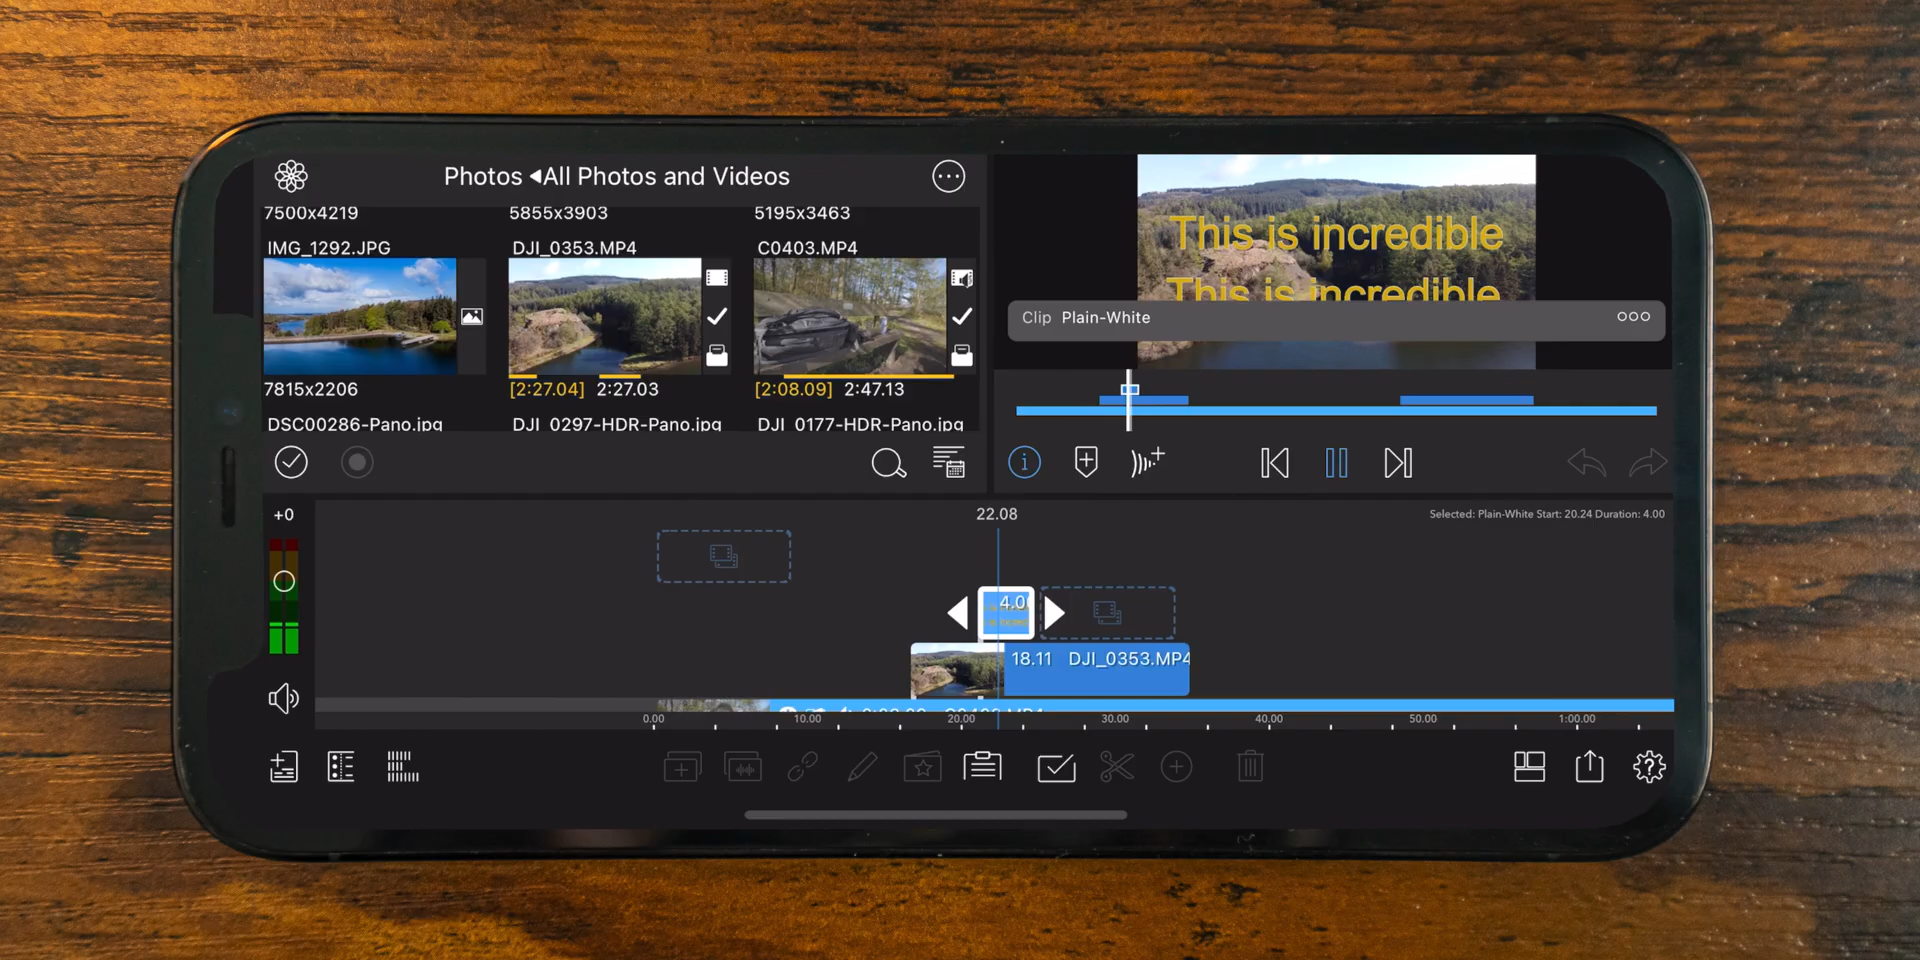 Photos ◂All Photos and Videos
7500x4219
5855x3903
5195x3463
IMG_1292.JPG
DJI_0353.MP4
C0403.MP4
7815x2206
[2:27.04] 2:27.03
[2:08.09] 2:47.13
DSC00286-Pano.jpg
DJI_0297-HDR-Pano.jpg
DJI_0177-HDR-Pano.jpg
This is incredible
This is incredible
Clip Plain-White
+0
22.08
Selected: Plain-White Start: 20.24 Duration: 4.00
18.11 DJI_0353.MP4
0.00
10.00
20.00
30.00
40.00
50.00
1:00.00